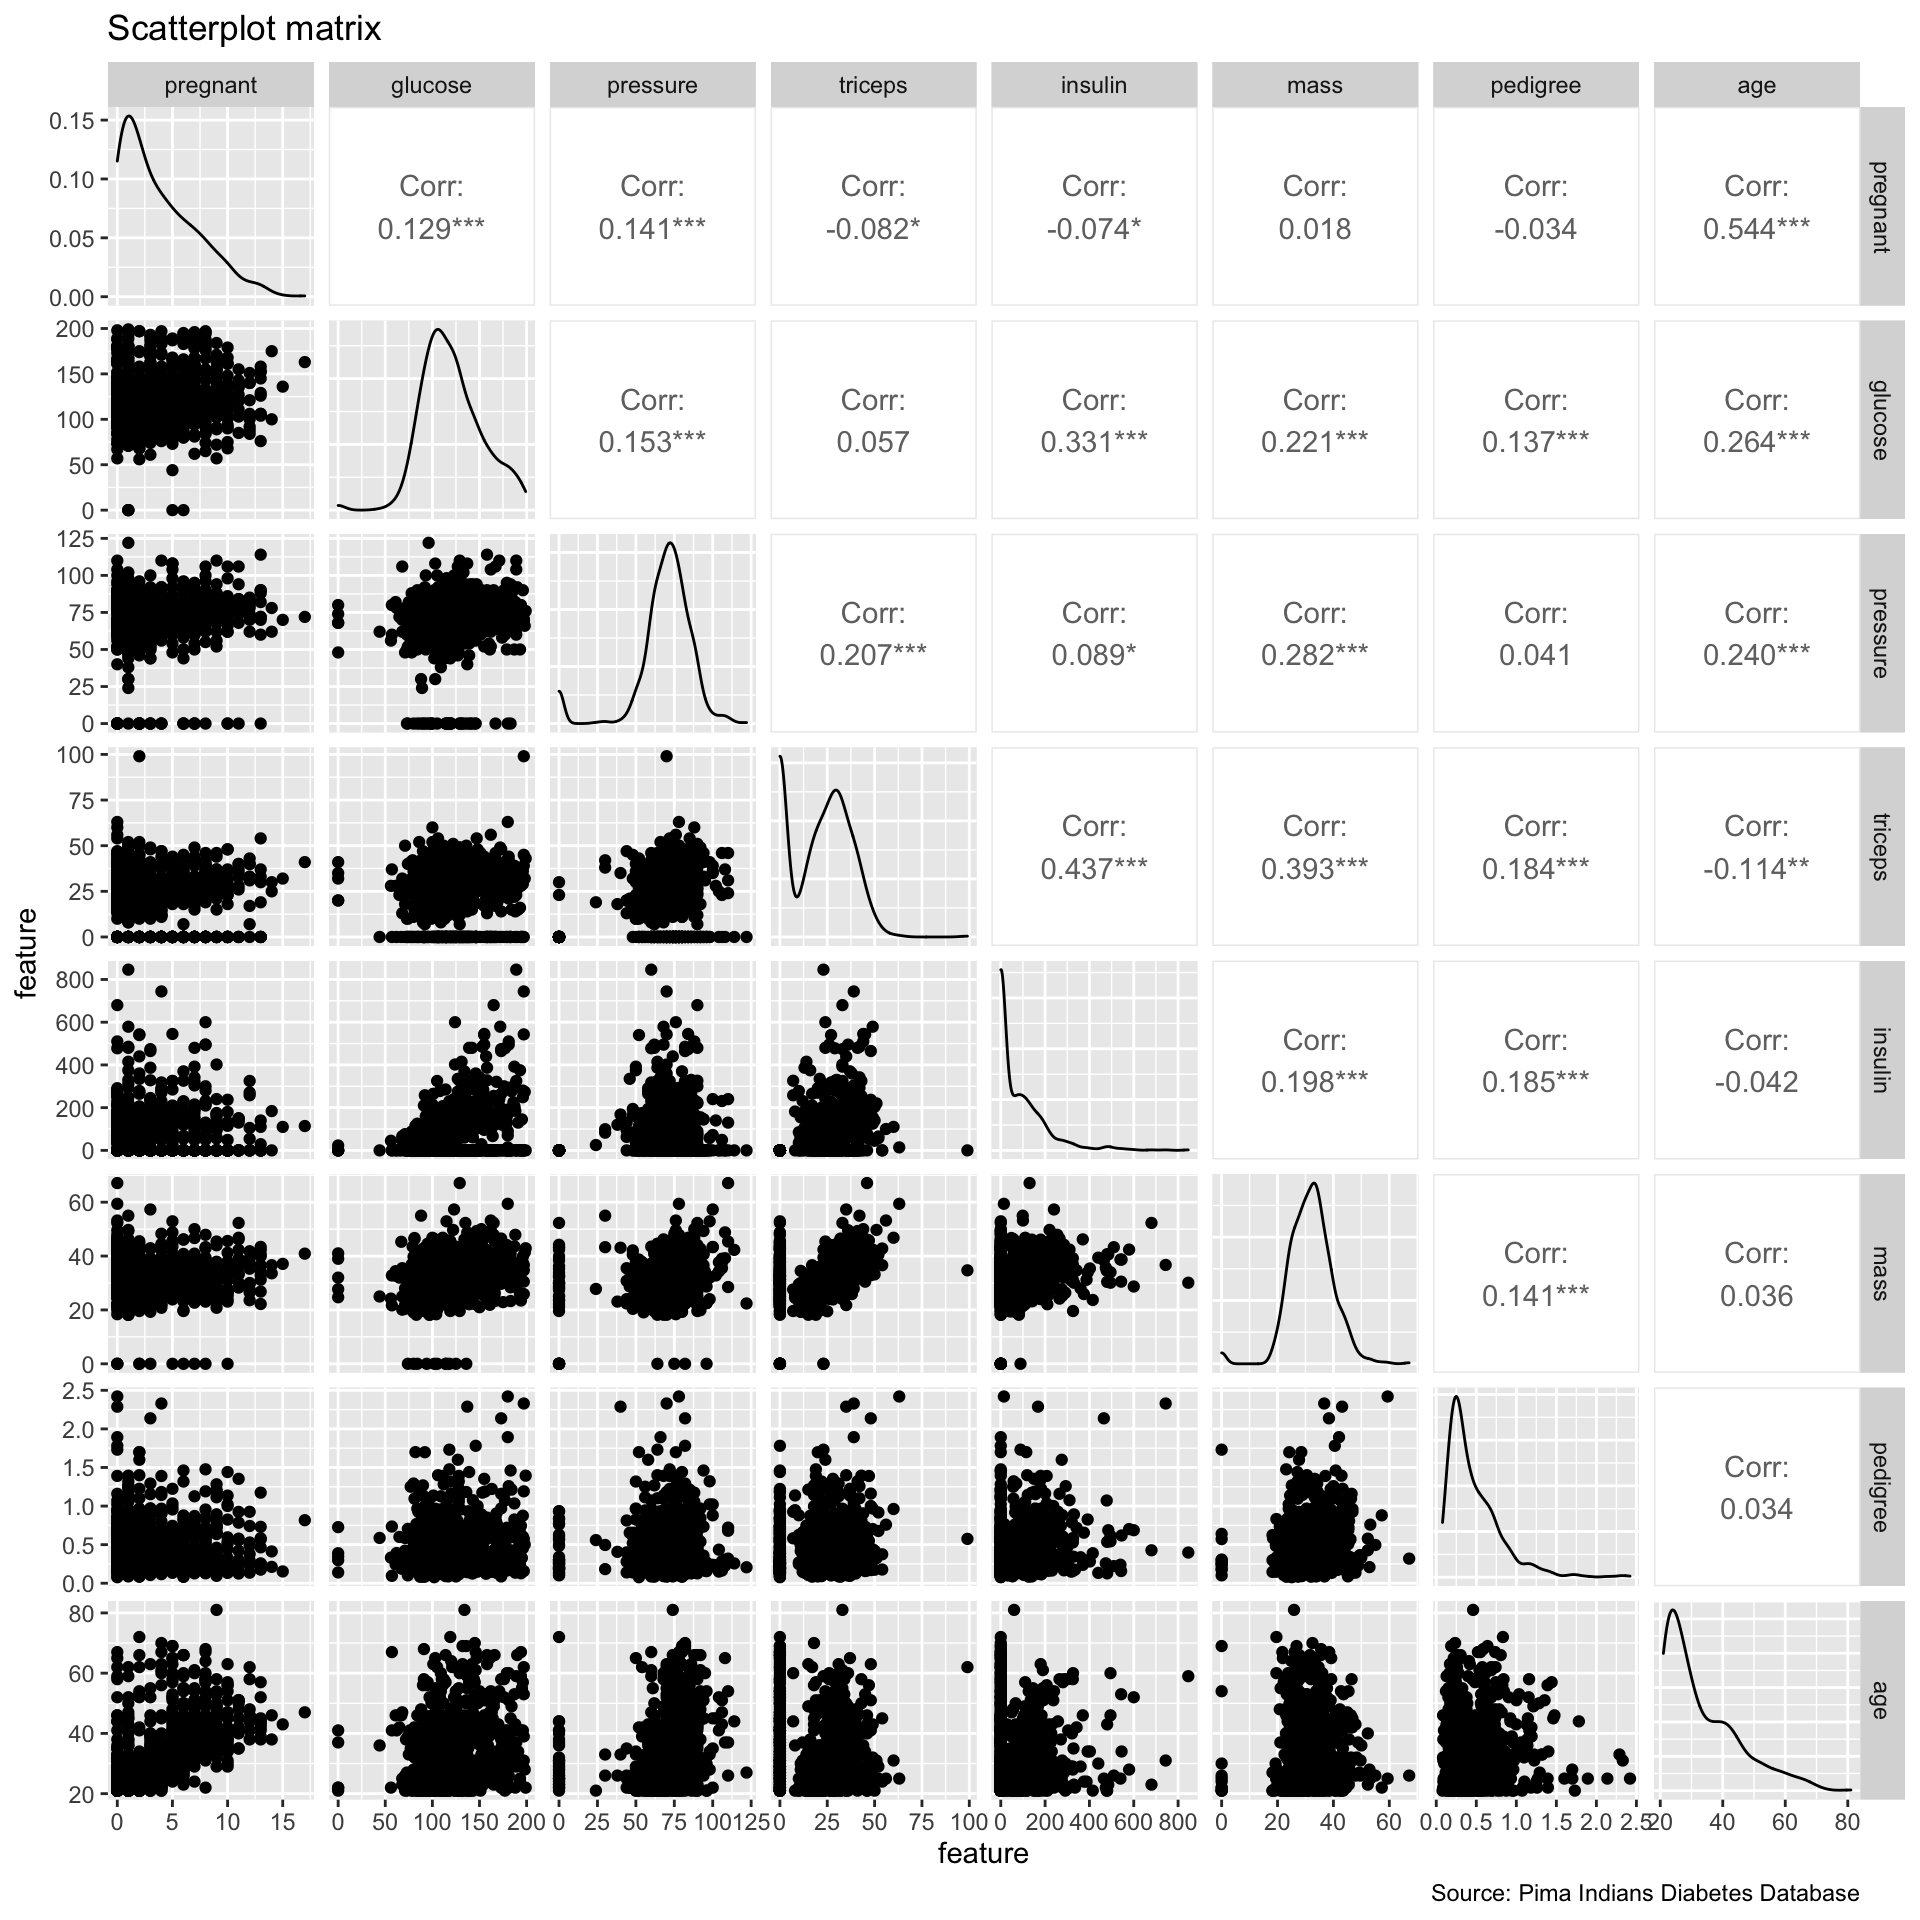 Scatterplot matrix
pregnant glucose pressure triceps insulin mass pedigree age
0.15
0.10
0.05
0.00
Corr:
0.129***
Corr:
0.141***
Corr:
-0.082*
Corr:
-0.074*
Corr:
0.018
Corr:
-0.034
Corr:
0.544***
pregnant
200
150
100
50
0
Corr:
0.153***
Corr:
0.057
Corr:
0.331***
Corr:
0.221***
Corr:
0.137***
Corr:
0.264***
glucose
125
100
75
50
25
0
Corr:
0.207***
Corr:
0.089*
Corr:
0.282***
Corr:
0.041
Corr:
0.240***
pressure
100
75
50
25
0
Corr:
0.437***
Corr:
0.393***
Corr:
0.184***
Corr:
-0.114**
triceps
feature
800
600
400
200
0
Corr:
0.198***
Corr:
0.185***
Corr:
-0.042
insulin
60
40
20
0
Corr:
0.141***
Corr:
0.036
mass
2.5
2.0
1.5
1.0
0.5
0.0
Corr:
0.034
pedigree
80
60
40
20
age
0 5 10 15 0 50 100 150 200 0 25 50 75 100 125 0 25 50 75 100 0 200 400 600 800 0 20 40 60 0.0 0.5 1.0 1.5 2.0 2.5 20 40 60 80
feature
Source: Pima Indians Diabetes Database